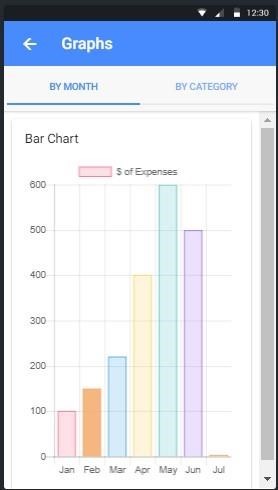 12:30
Graphs
BY MONTH BY CATEGORY
Bar Chart
$ of Expenses
600
500
400
300
200
100
0
Jan Feb Mar Apr May Jun Jul